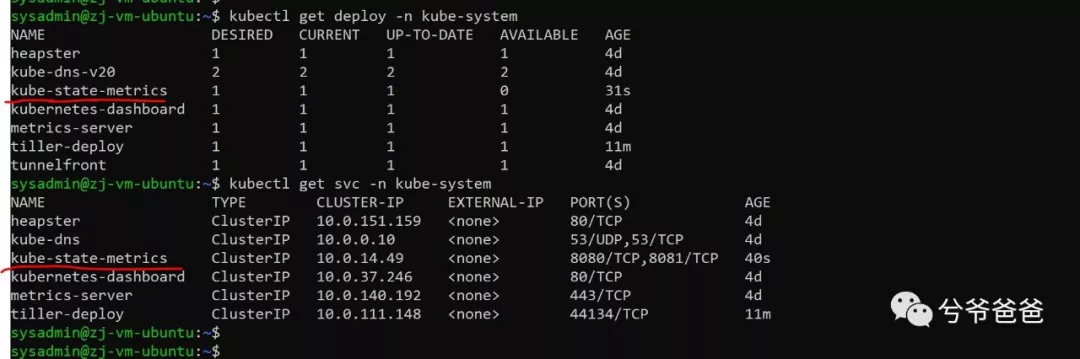 sysadmin@zj-vm-ubuntu:~$ kubectl get deploy -n kube-system
NAME DESIRED CURRENT UP-TO-DATE AVAILABLE AGE
heapster 1 1 1 1 4d
kube-dns-v20 2 2 2 2 4d
kube-state-metrics 1 1 1 0 31s
kubernetes-dashboard 1 1 1 1 4d
metrics-server 1 1 1 1 4d
tiller-deploy 1 1 1 1 11m
tunnelfront 1 1 1 1 4d
sysadmin@zj-vm-ubuntu:~$ kubectl get svc -n kube-system
NAME TYPE CLUSTER-IP EXTERNAL-IP PORT(S) AGE
heapster ClusterIP 10.0.151.159 <none> 80/TCP 4d
kube-dns ClusterIP 10.0.0.10 <none> 53/UDP,53/TCP 4d
kube-state-metrics ClusterIP 10.0.14.49 <none> 8080/TCP,8081/TCP 40s
kubernetes-dashboard ClusterIP 10.0.37.246 <none> 80/TCP 4d
metrics-server ClusterIP 10.0.140.192 <none> 443/TCP 4d
tiller-deploy ClusterIP 10.0.111.148 <none> 44134/TCP 11m
sysadmin@zj-vm-ubuntu:~$
sysadmin@zj-vm-ubuntu:~$
兮爷爸爸